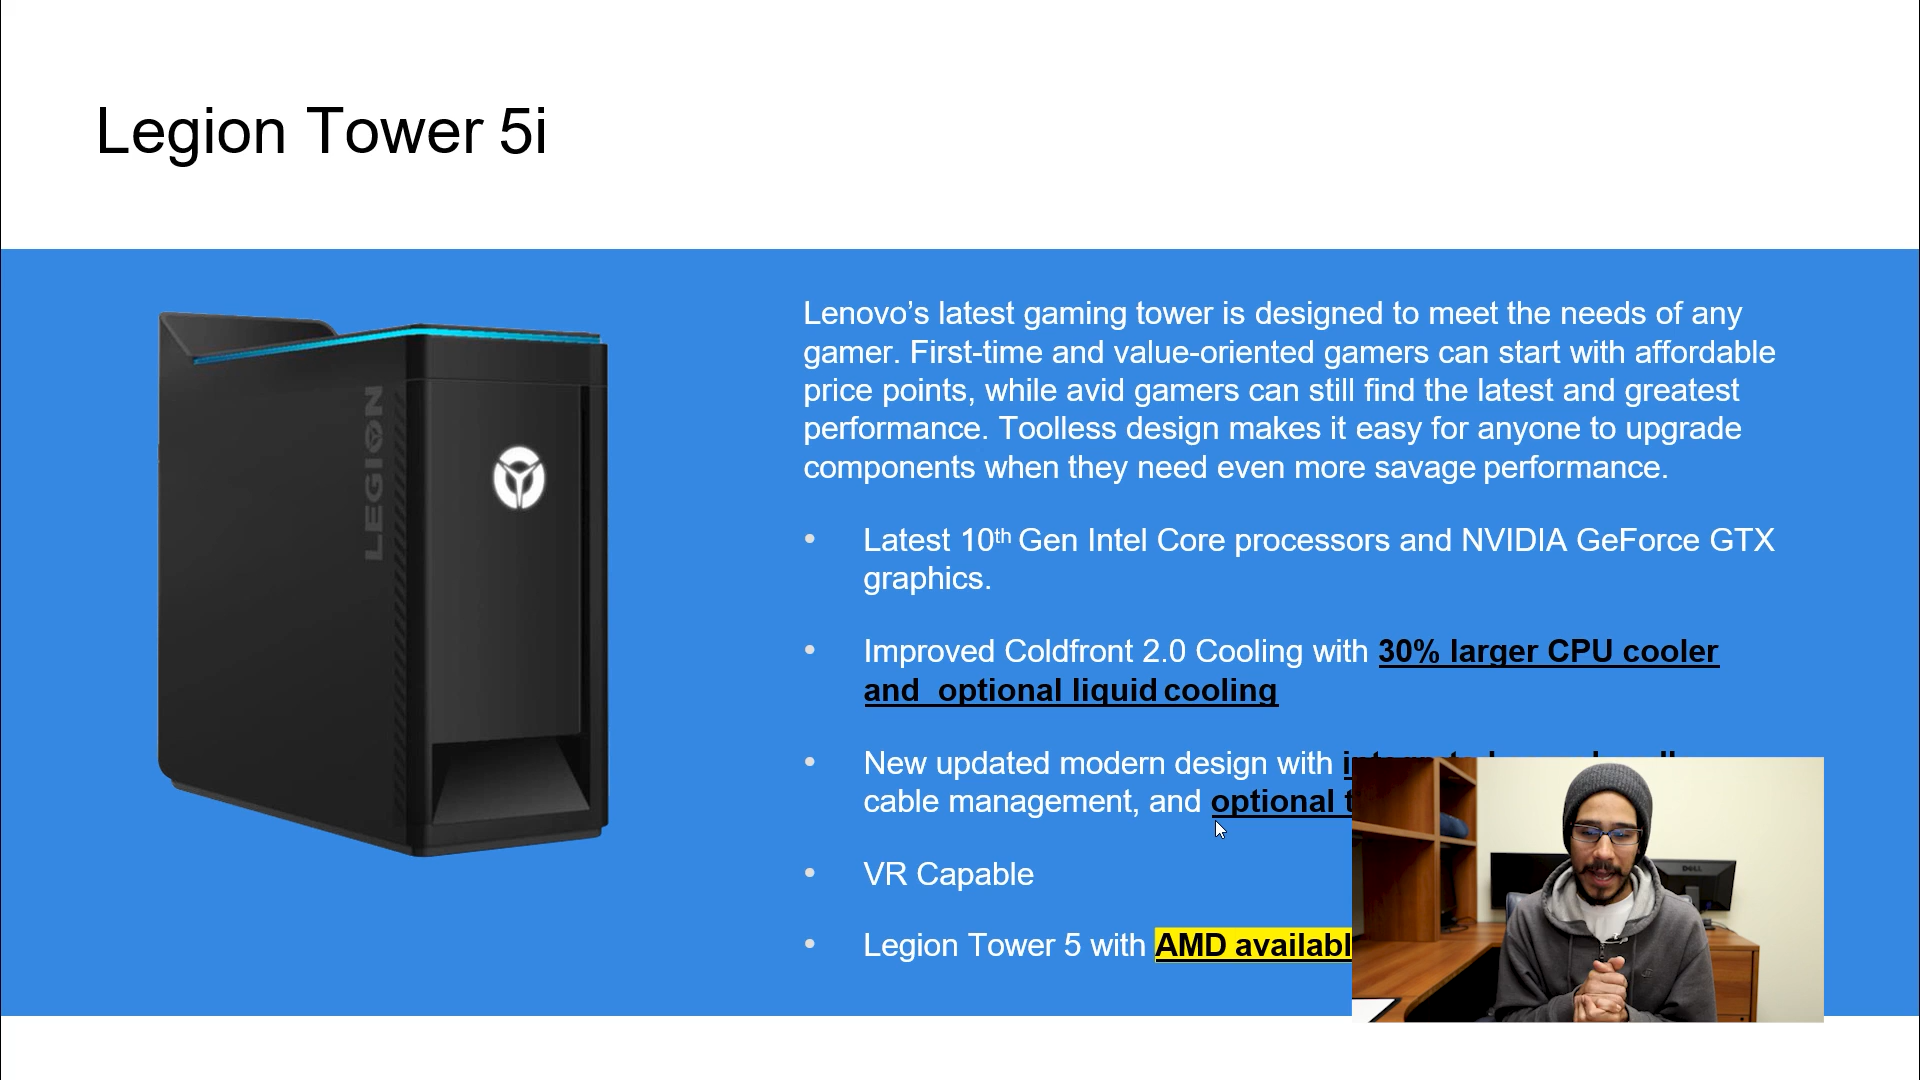 Legion Tower 5i
LEGION
Lenovo’s latest gaming tower is designed to meet the needs of any
gamer. First-time and value-oriented gamers can start with affordable
price points, while avid gamers can still find the latest and greatest
performance. Toolless design makes it easy for anyone to upgrade
components when they need even more savage performance.
• Latest 10th Gen Intel Core processors and NVIDIA GeForce GTX
graphics.
• Improved Coldfront 2.0 Cooling with 30% larger CPU cooler
and optional liquid cooling
• New updated modern design with
cable management, and optional
• VR Capable
• Legion Tower 5 with AMD
DELL